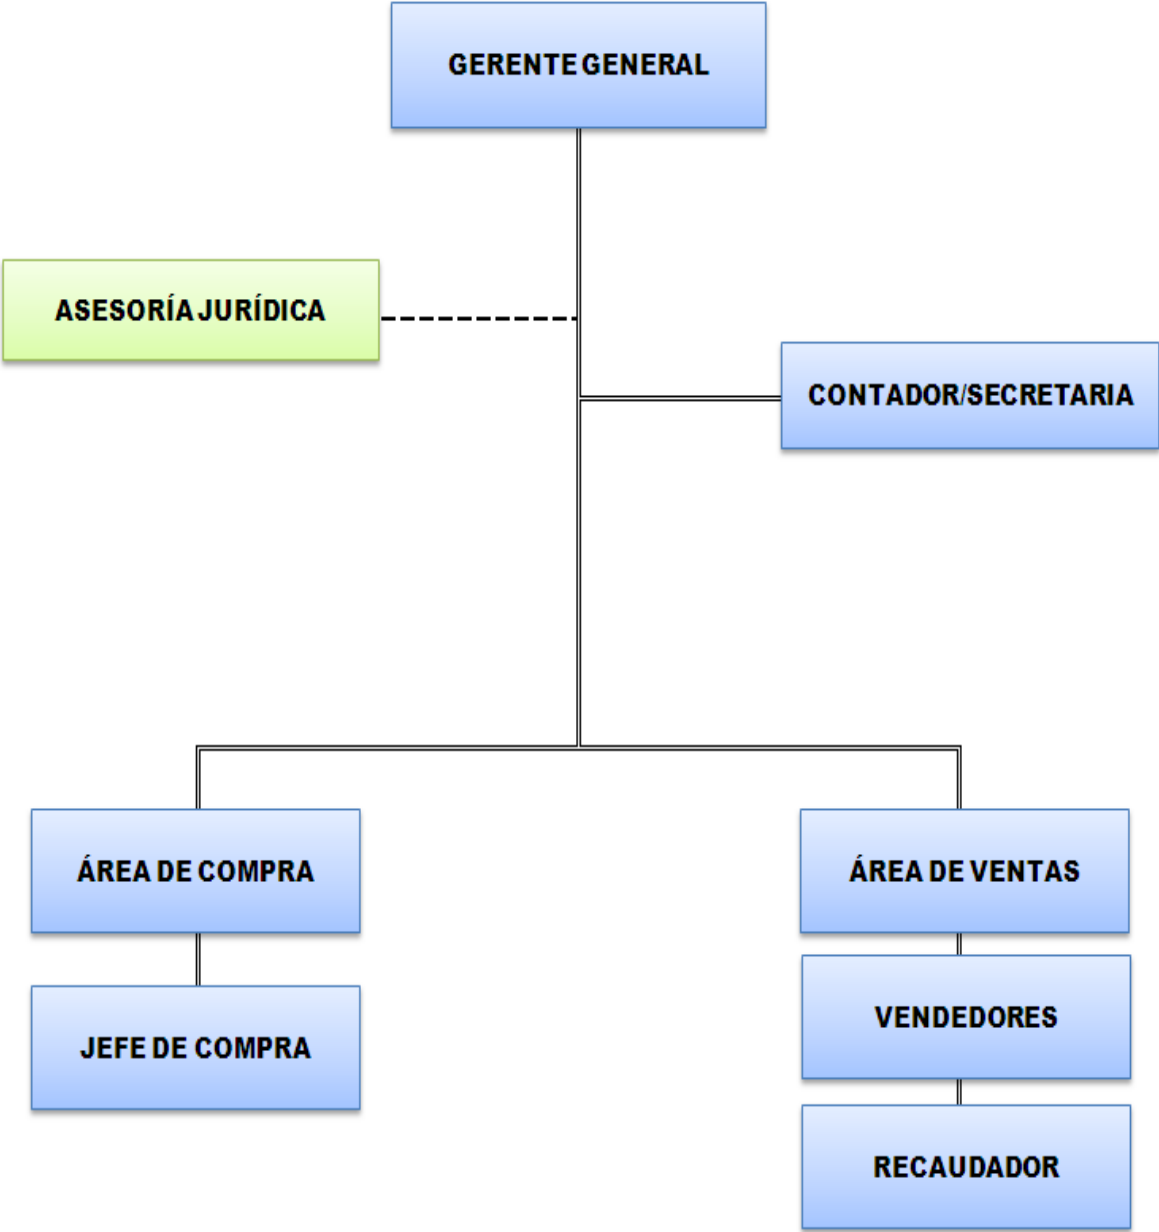 GERENTE GENERAL
ASESORÍA JURÍDICA
CONTADOR/SECRETARIA
ÁREA DE COMPRA
ÁREA DE VENTAS
JEFE DE COMPRA
VENDEDORES
RECAUDADOR